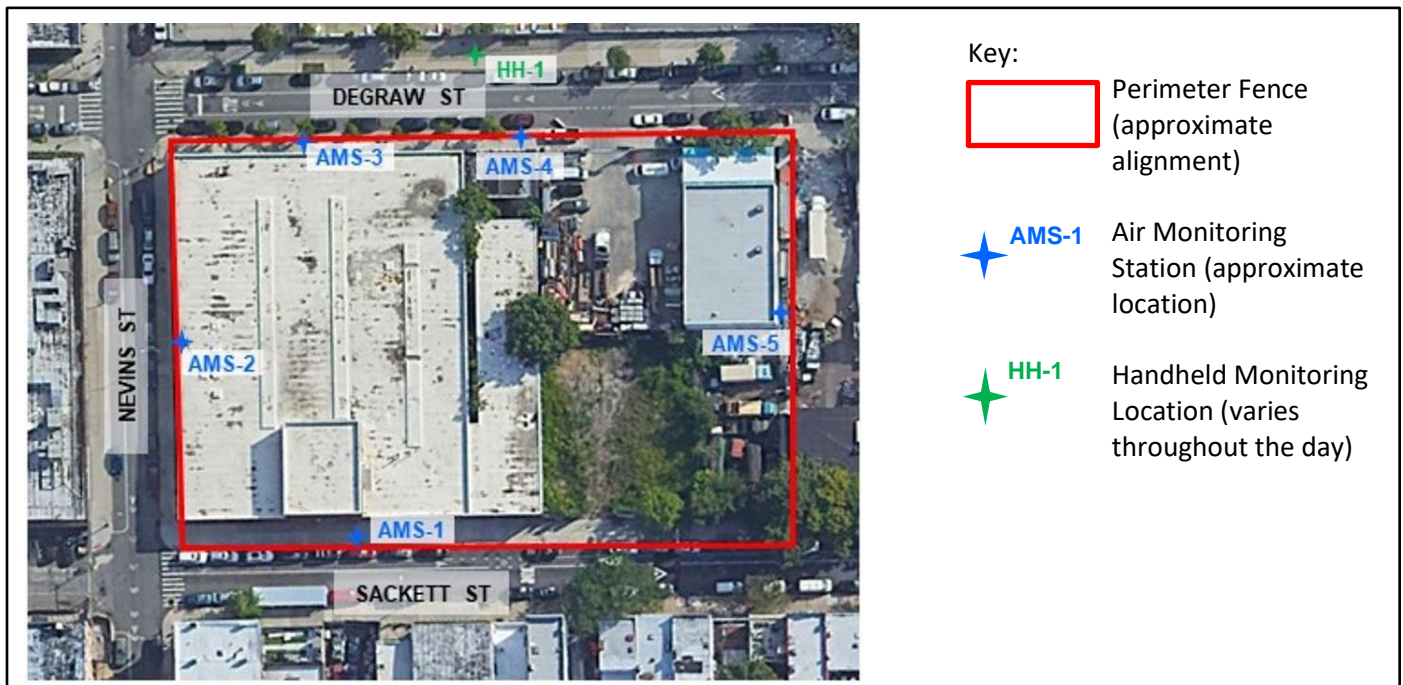 HH-1
DEGRAW ST
AMS-3
AMS-4
NEVINS ST
AMS-2
AMS-5
AMS-1
SACKETT ST
Key:
Perimeter Fence
(approximate
alignment)
AMS-1
Air Monitoring
Station (approximate
location)
HH-1
Handheld Monitoring
Location (varies
throughout the day)